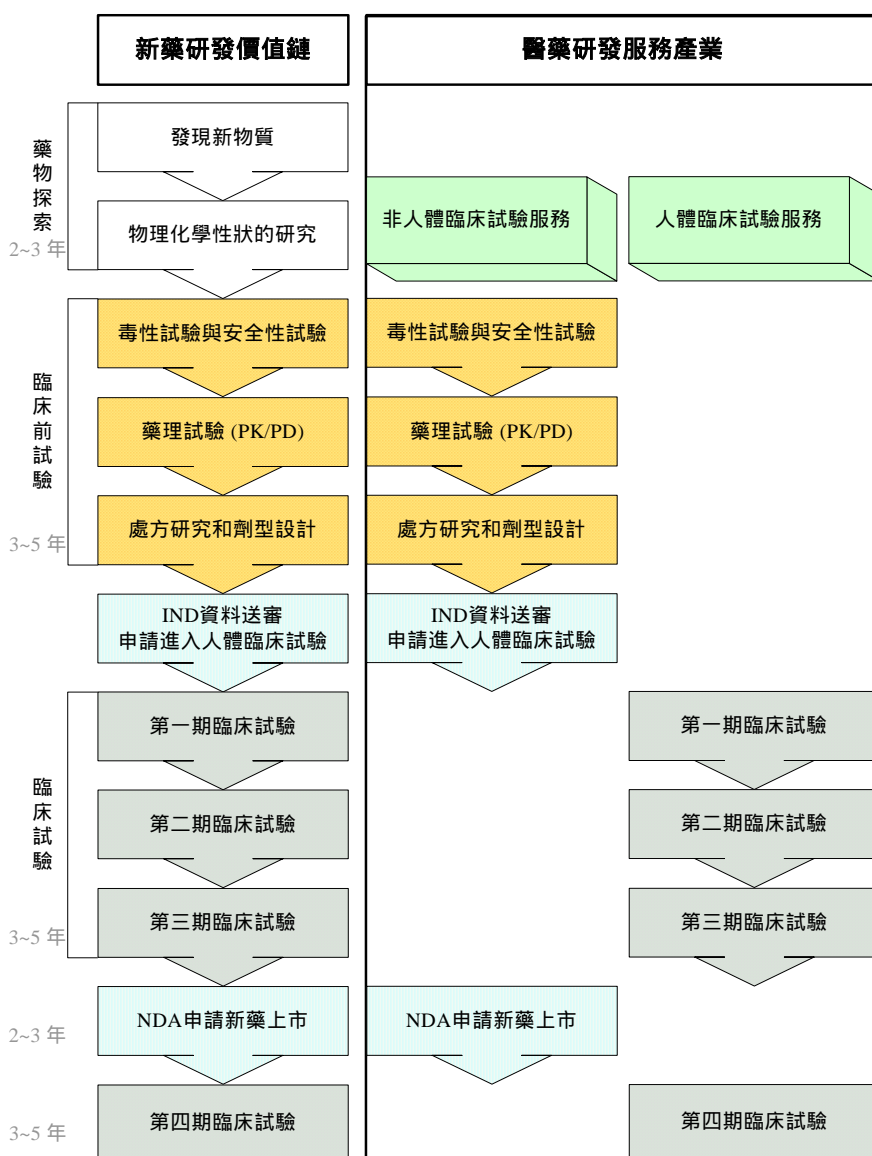 新藥研發價值鏈
醫藥研發服務產業
藥物探索
2~3 年
發現新物質
物理化學性狀的研究
非人體臨床試驗服務
人體臨床試驗服務
臨床前試驗
3~5 年
毒性試驗與安全性試驗
毒性試驗與安全性試驗
藥理試驗 (PK/PD)
藥理試驗 (PK/PD)
處方研究和劑型設計
處方研究和劑型設計
IND資料送審
申請進入人體臨床試驗
IND資料送審
申請進入人體臨床試驗
臨床試驗
3~5 年
第一期臨床試驗
第一期臨床試驗
第二期臨床試驗
第二期臨床試驗
第三期臨床試驗
第三期臨床試驗
2~3 年
NDA申請新藥上市
NDA申請新藥上市
3~5 年
第四期臨床試驗
第四期臨床試驗